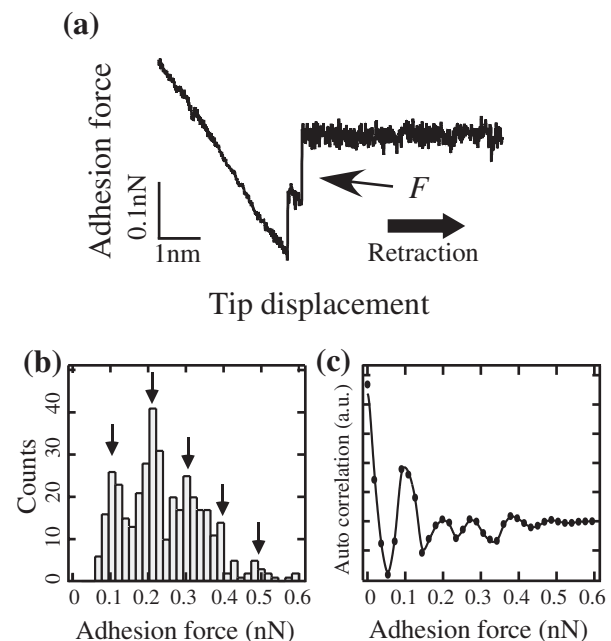 (a)
Adhesion force
0.1nN
1nm
F
Retraction
Tip displacement
(b)
Counts
0 10 20 30 40
0 0.1 0.2 0.3 0.4 0.5 0.6
Adhesion force (nN)
(c)
Auto correlation (a.u.)
0 0.1 0.2 0.3 0.4 0.5 0.6
Adhesion force (nN)